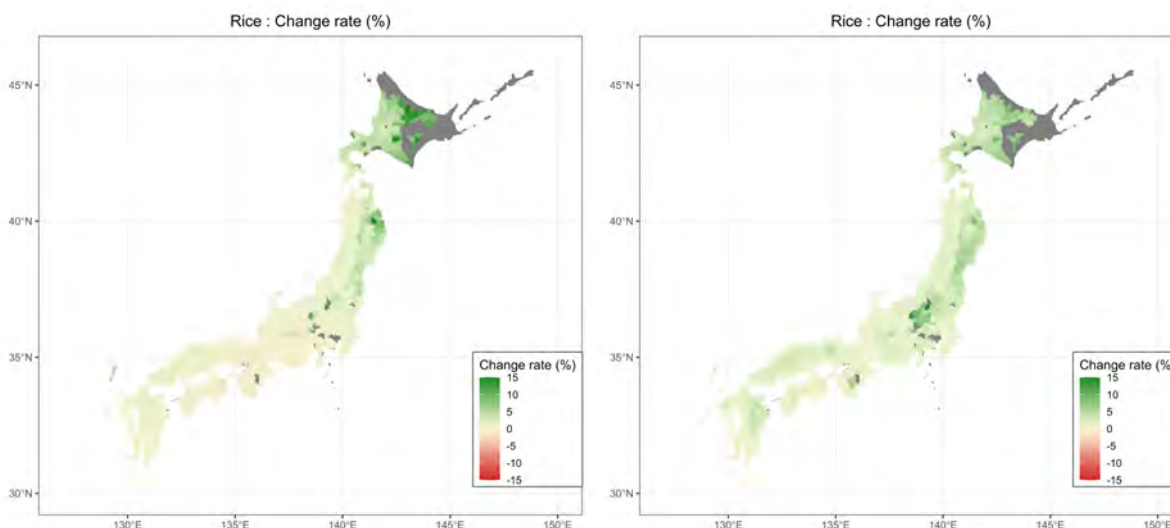 Rice : Change rate (%)
45°N
40°N
35°N
30°N
130°E
135°E
140°E
145°E
150°E
Change rate (%)
15
10
5
0
-5
-10
-15
Rice : Change rate (%)
45°N
40°N
35°N
30°N
130°E
135°E
140°E
145°E
150°E
Change rate (%)
15
10
5
0
-5
-10
-15